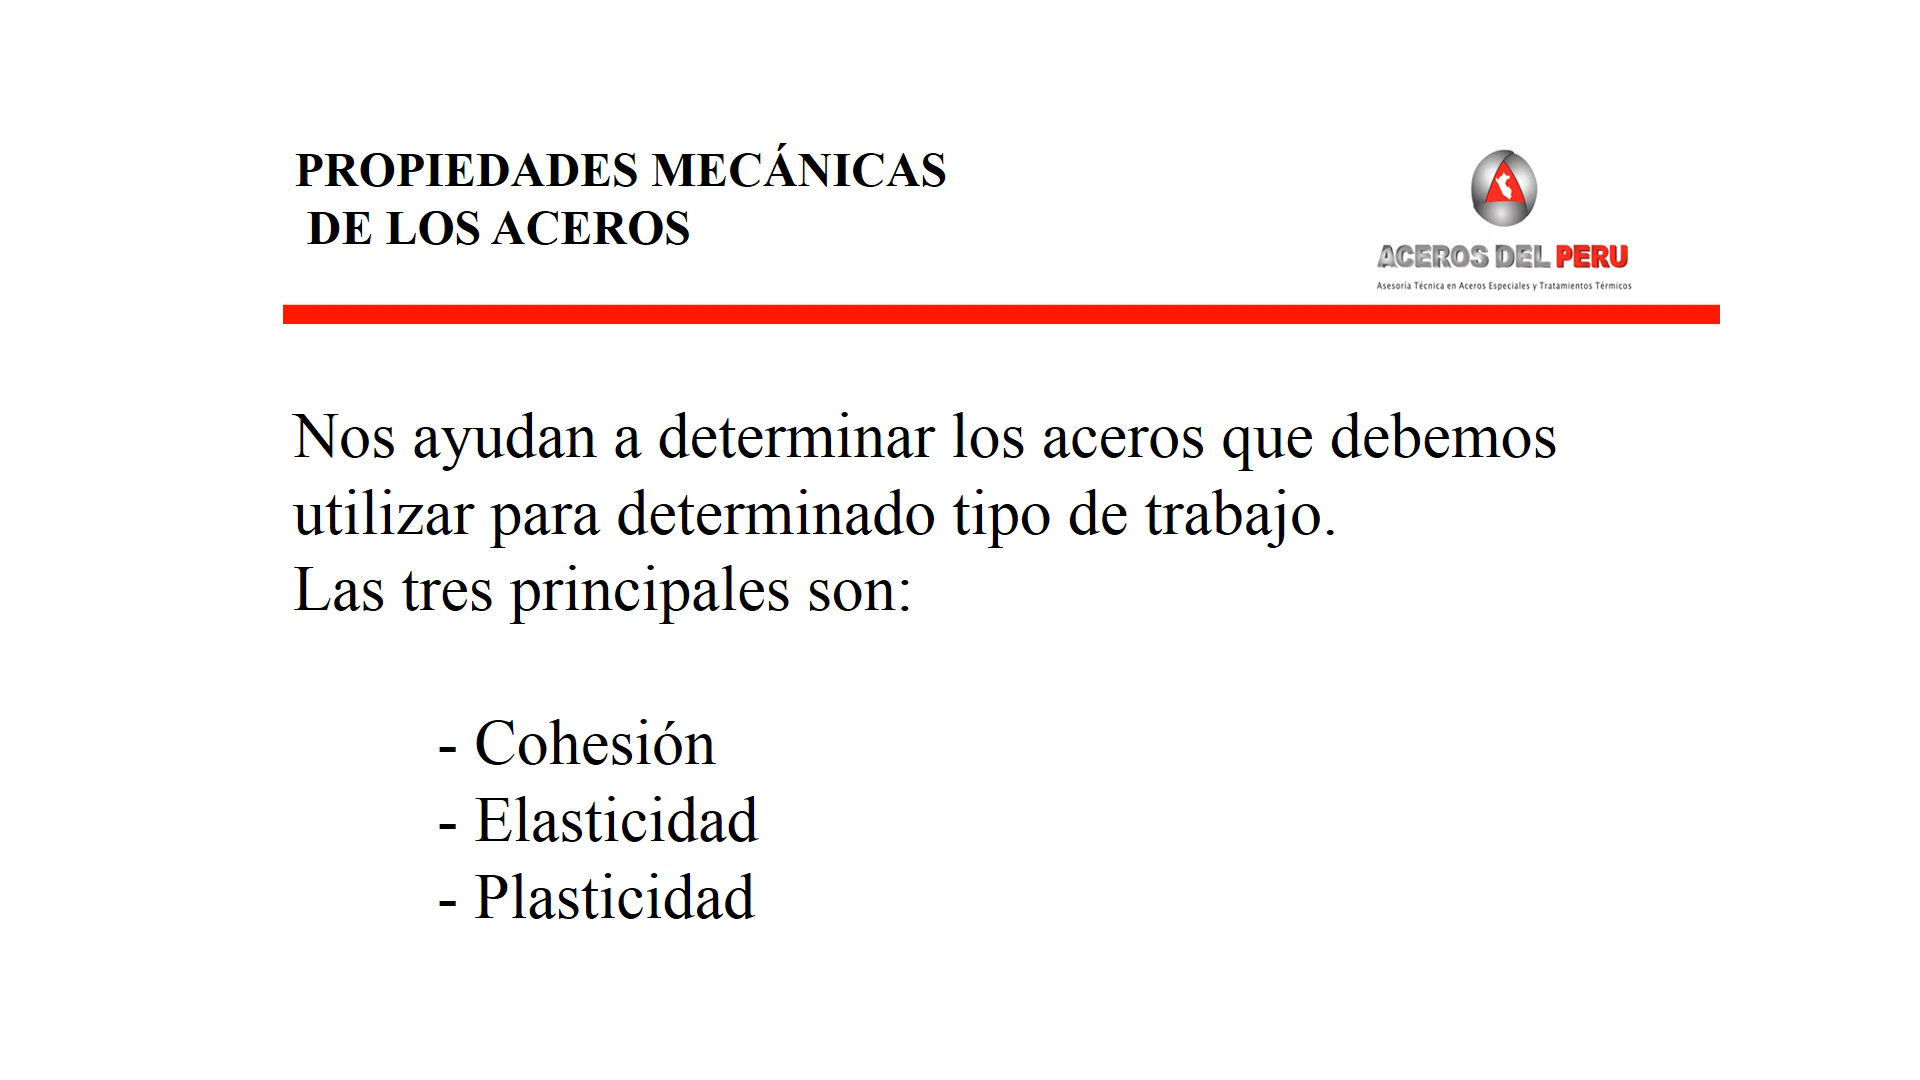 PROPIEDADES MECÁNICAS
DE LOS ACEROS
ACEROS DEL PERU
Asesoría Técnica en Aceros Especiales y Tratamientos Térmicos
Nos ayudan a determinar los aceros que debemos
utilizar para determinado tipo de trabajo.
Las tres principales son:
- Cohesión
- Elasticidad
- Plasticidad